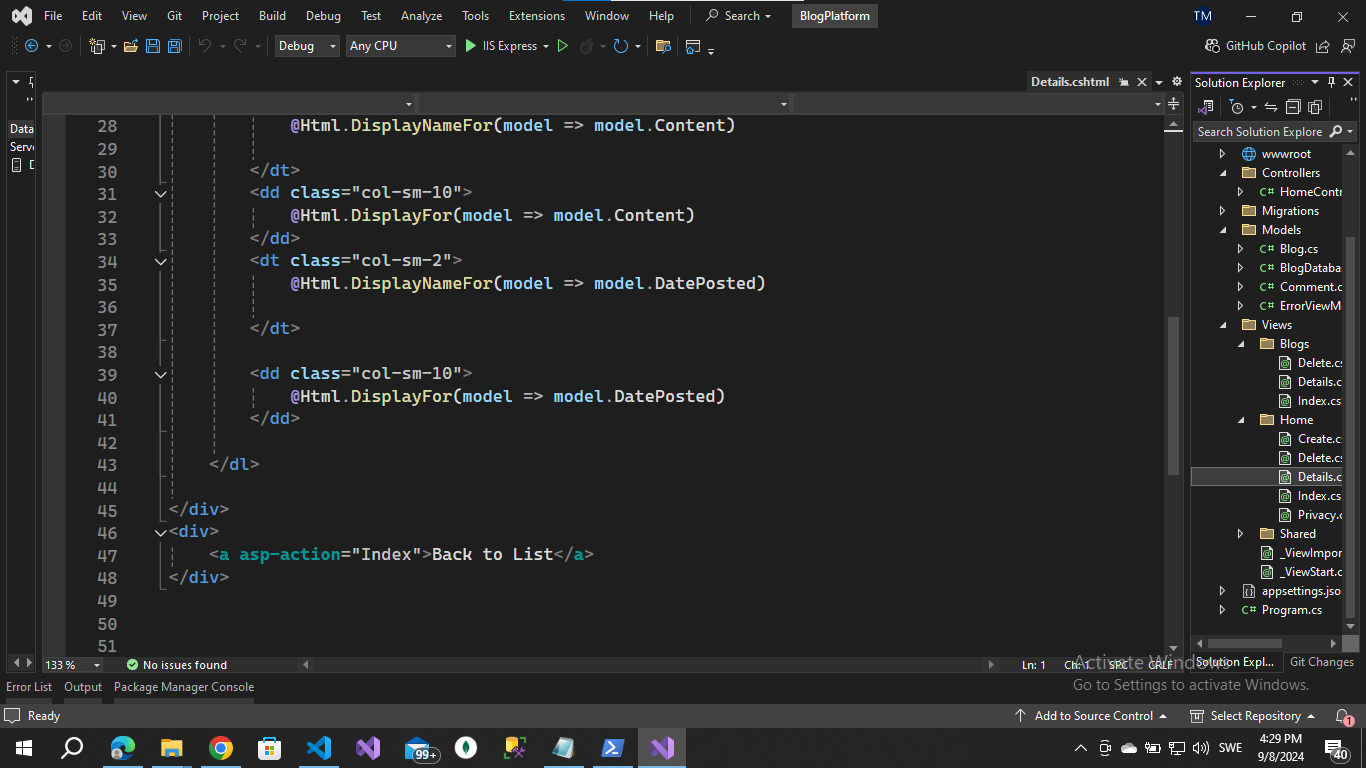 File Edit View Git Project Build Debug Test Analyze Tools Extensions Window Help Search BlogPlatform TM
Debug Any CPU IIS Express GitHub Copilot
Details.cshtml
Solution Explorer
Data
Serv
Search Solution Explore
28 @Html.DisplayNameFor(model => model.Content)
29
30 </dt>
31 <dd class="col-sm-10">
32 @Html.DisplayFor(model => model.Content)
33 </dd>
34 <dt class="col-sm-2">
35 @Html.DisplayNameFor(model => model.DatePosted)
36
37 </dt>
38
39 <dd class="col-sm-10">
40 @Html.DisplayFor(model => model.DatePosted)
41 </dd>
42
43 </dl>
44
45 </div>
46 <div>
47 <a asp-action="Index">Back to List</a>
48 </div>
49
50
51
wwwroot
Controllers
C# HomeContr
Migrations
Models
C# Blog.cs
C# BlogDataba
C# Comment.c
C# ErrorViewM
Views
Blogs
Delete.cs
Details.c
Index.cs
Home
Create.c
Delete.cs
Details.c
Index.cs
Privacy.c
Shared
_ViewImpor
_ViewStart.c
appsettings.jso
C# Program.cs
133 % No issues found Ln: 1 Ch: 1 SPC CRLF
Solution Expl... Git Changes
Activate Windows
Go to Settings to activate Windows.
Error List Output Package Manager Console
Ready Add to Source Control Select Repository 1
99+ SWE 4:29 PM
9/8/2024 40